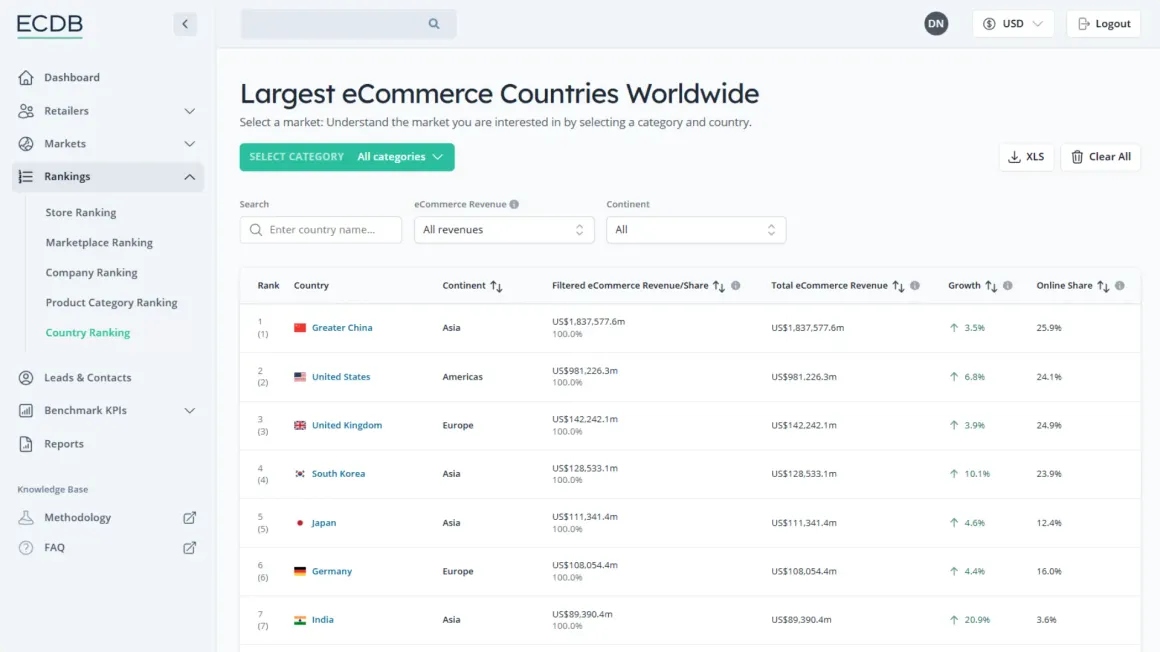 ECDB
DN
USD
Logout
Dashboard
Retailers
Markets
Rankings
Store Ranking
Marketplace Ranking
Company Ranking
Product Category Ranking
Country Ranking
Leads & Contacts
Benchmark KPIs
Reports
Knowledge Base
Methodology
FAQ
Largest eCommerce Countries Worldwide
Select a market: Understand the market you are interested in by selecting a category and country.
SELECT CATEGORY All categories
XLS
Clear All
Search
eCommerce Revenue
Continent
Enter country name...
All revenues
All
Rank Country Continent Filtered eCommerce Revenue/Share Total eCommerce Revenue Growth Online Share
1 (1) Greater China Asia US$1,837,577.6m 100.0% US$1,837,577.6m 3.5% 25.9%
2 (2) United States Americas US$981,226.3m 100.0% US$981,226.3m 6.8% 24.1%
3 (3) United Kingdom Europe US$142,242.1m 100.0% US$142,242.1m 3.9% 24.9%
4 (4) South Korea Asia US$128,533.1m 100.0% US$128,533.1m 10.1% 23.9%
5 (5) Japan Asia US$111,341.4m 100.0% US$111,341.4m 4.6% 12.4%
6 (6) Germany Europe US$108,054.4m 100.0% US$108,054.4m 4.4% 16.0%
7 (7) India Asia US$89,390.4m 100.0% US$89,390.4m 20.9% 3.6%